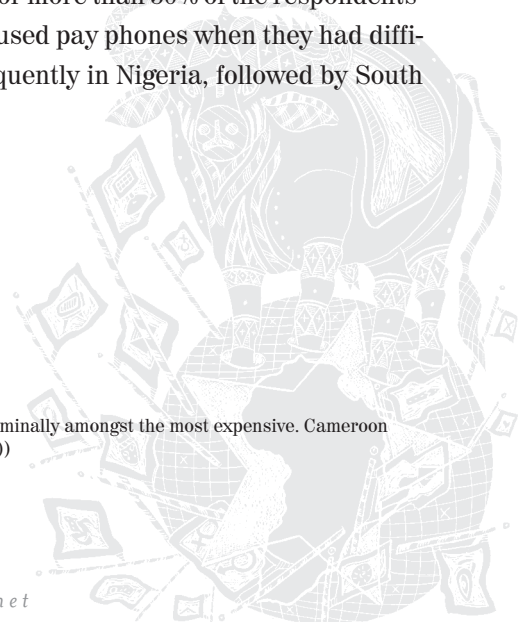 or more than 50% of the respondents
used pay phones when they had diffi-
quently in Nigeria, followed by South
minally amongst the most expensive. Cameroon
))
net